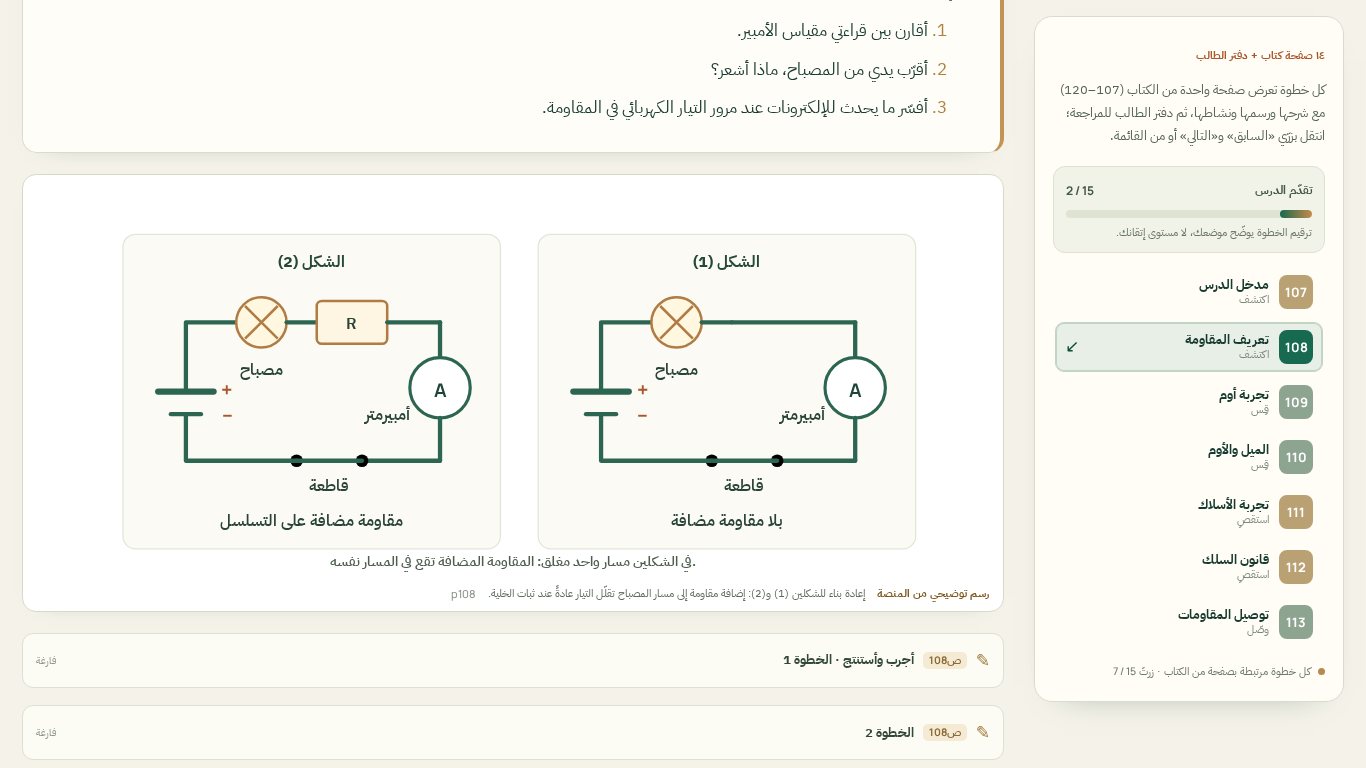 ١٤ صفحة كتاب + دفتر الطالب
كل خطوة تعرض صفحة واحدة من الكتاب (107–120)
مع شرحها ورسمها ونشاطها، ثم دفتر الطالب للمراجعة؛
انتقل بزرّي «السابق» و«التالي» أو من القائمة.
تقدّم الدرس
2 / 15
ترقيم الخطوة يوضّح موضعك، لا مستوى إتقانك.
107
مدخل الدرس
اكتشف
108
تعريف المقاومة
اكتشف
↙
109
تجربة أوم
قِس
110
الميل والأوم
قِس
111
تجربة الأسلاك
استقصِ
112
قانون السلك
استقصِ
113
توصيل المقاومات
وصّل
كل خطوة مرتبطة بصفحة من الكتاب · زرتَ 15 / 7
1. أقارن بين قراءتي مقياس الأمبير.
2. أقرّب يدي من المصباح، ماذا أشعر؟
3. أفسّر ما يحدث للإلكترونات عند مرور التيار الكهربائي في المقاومة.
الشكل (1)
مصباح
+
−
A
أمبيرمتر
قاطعة
بلا مقاومة مضافة
الشكل (2)
R
مصباح
+
−
A
أمبيرمتر
قاطعة
مقاومة مضافة على التسلسل
في الشكلين مسار واحد مغلق: المقاومة المضافة تقع في المسار نفسه.
رسم توضيحي من المنصة إعادة بناء للشكلين (1) و(2): إضافة مقاومة إلى مسار المصباح تقلّل التيار عادةً عند ثبات الخلية. p108
✎ ص108 أجرب وأستنتج · الخطوة 1
فارغة
✎ ص108 الخطوة 2
فارغة